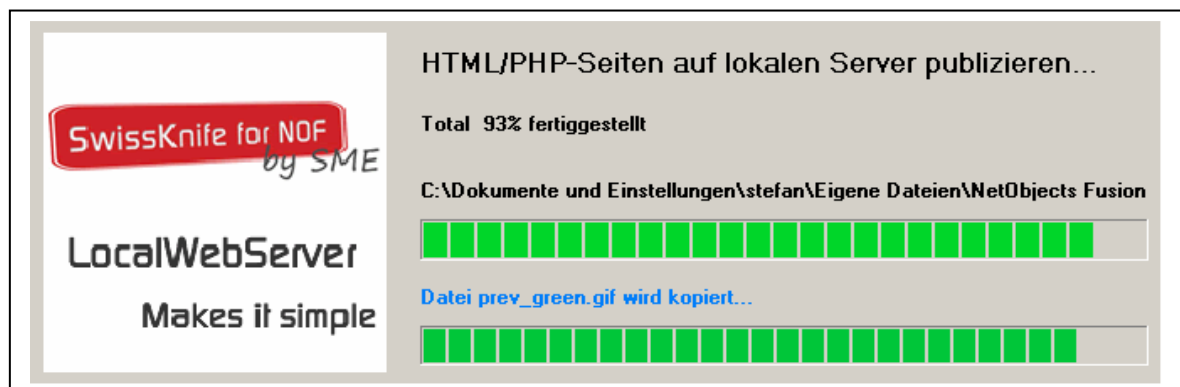 SwissKnife for NOF
by SME
LocalWebServer
Makes it simple
HTML/PHP-Seiten auf lokalen Server publizieren...
Total 93% fertiggestellt
C:\Dokumente und Einstellungen\stefan\Eigene Dateien\NetObjects Fusion
Datei prev_green.gif wird kopiert...